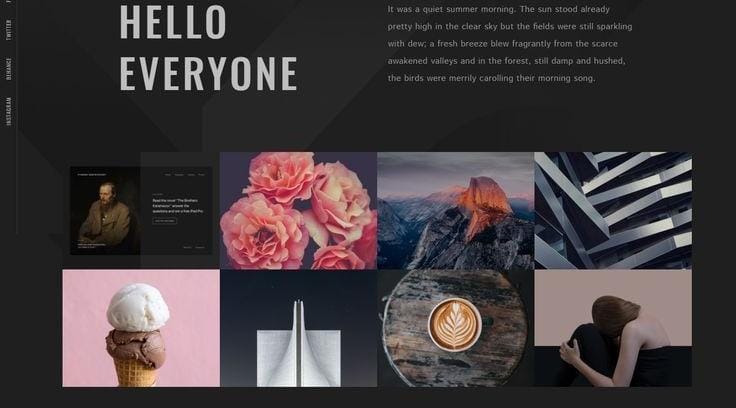 TWITTER
BEHANCE
INSTAGRAM
HELLO
EVERYONE
It was a quiet summer morning. The sun stood already
pretty high in the clear sky but the fields were still sparkling
with dew; a fresh breeze blew fragrantly from the scarce
awakened valleys and in the forest, still damp and hushed,
the birds were merrily carolling their morning song.
Read the novel "The Brothers
Karamazov" answer the
questions and win a free iPad Pro